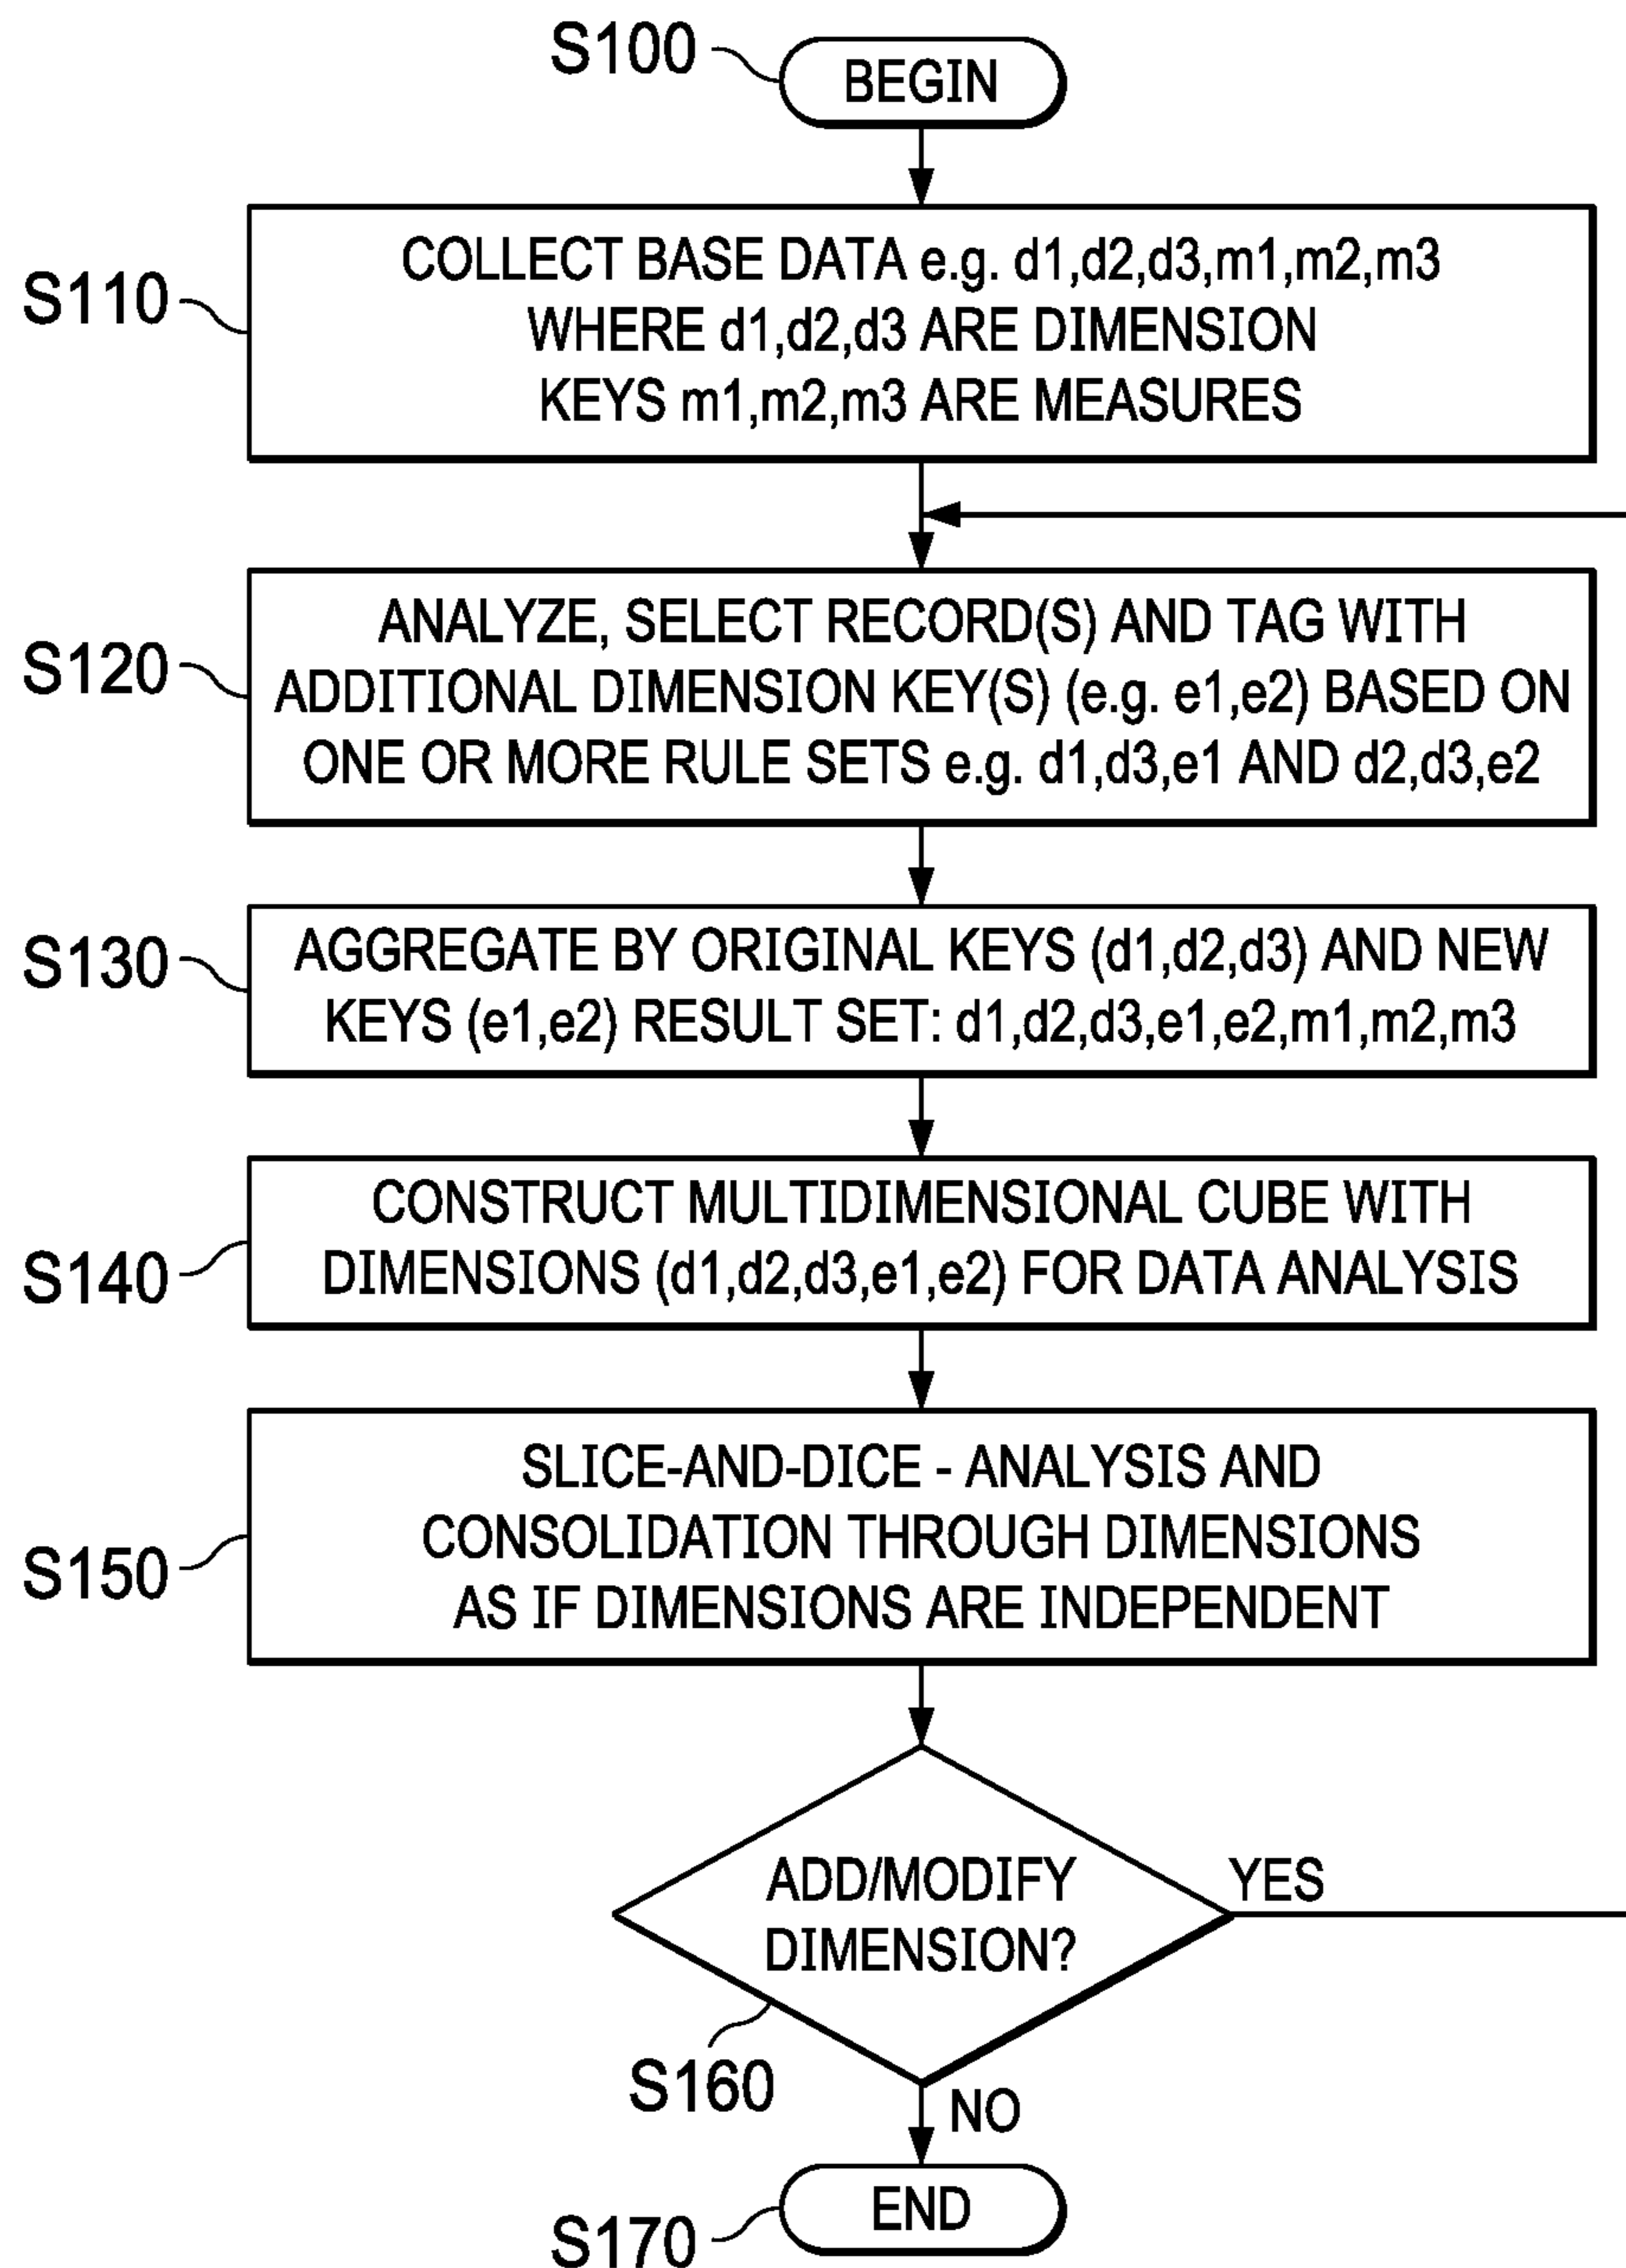 S100
BEGIN
S110
COLLECT BASE DATA e.g. d1,d2,d3,m1,m2,m3
WHERE d1,d2,d3 ARE DIMENSION
KEYS m1,m2,m3 ARE MEASURES
S120
ANALYZE, SELECT RECORD(S) AND TAG WITH
ADDITIONAL DIMENSION KEY(S) (e.g. e1,e2) BASED ON
ONE OR MORE RULE SETS e.g. d1,d3,e1 AND d2,d3,e2
S130
AGGREGATE BY ORIGINAL KEYS (d1,d2,d3) AND NEW
KEYS (e1,e2) RESULT SET: d1,d2,d3,e1,e2,m1,m2,m3
S140
CONSTRUCT MULTIDIMENSIONAL CUBE WITH
DIMENSIONS (d1,d2,d3,e1,e2) FOR DATA ANALYSIS
S150
SLICE-AND-DICE - ANALYSIS AND
CONSOLIDATION THROUGH DIMENSIONS
AS IF DIMENSIONS ARE INDEPENDENT
ADD/MODIFY
DIMENSION?
YES
S160
NO
END
S170